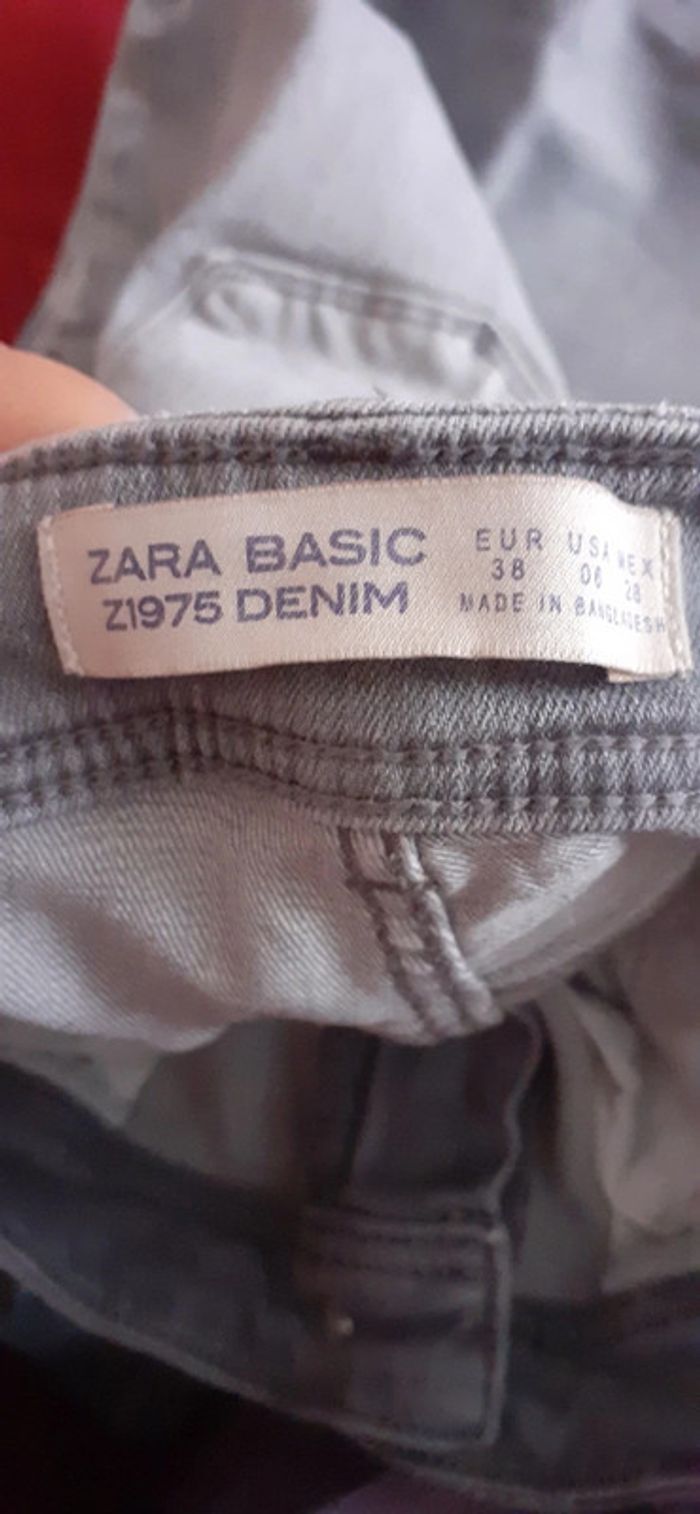 ZARA BASIC
Z1975 DENIM
EUR USA MEX
38 06 28
MADE IN BANGLADESH